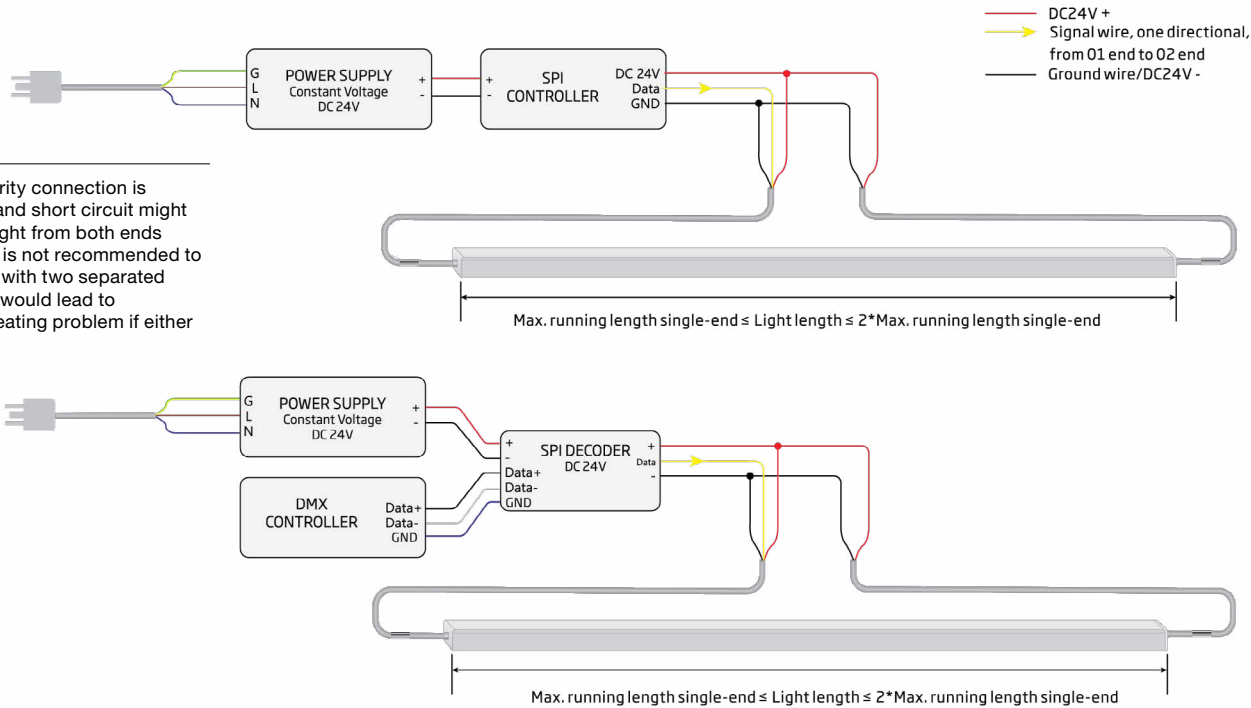 DC24V +
Signal wire, one directional,
from 01 end to 02 end
Ground wire/DC24V -
G
L
N
POWER SUPPLY
Constant Voltage
DC 24V
+
-
+
-
SPI
CONTROLLER
DC 24V
Data
GND
rity connection is
and short circuit might
ght from both ends
is not recommended to
with two separated
would lead to
eating problem if either
Max. running length single-end ≤ Light length ≤ 2*Max. running length single-end
G
L
N
POWER SUPPLY
Constant Voltage
DC 24V
+
-
DMX
CONTROLLER
Data+
Data-
GND
+
-
Data+
Data-
GND
SPI DECODER
DC 24V
+
Data
-
Max. running length single-end ≤ Light length ≤ 2*Max. running length single-end